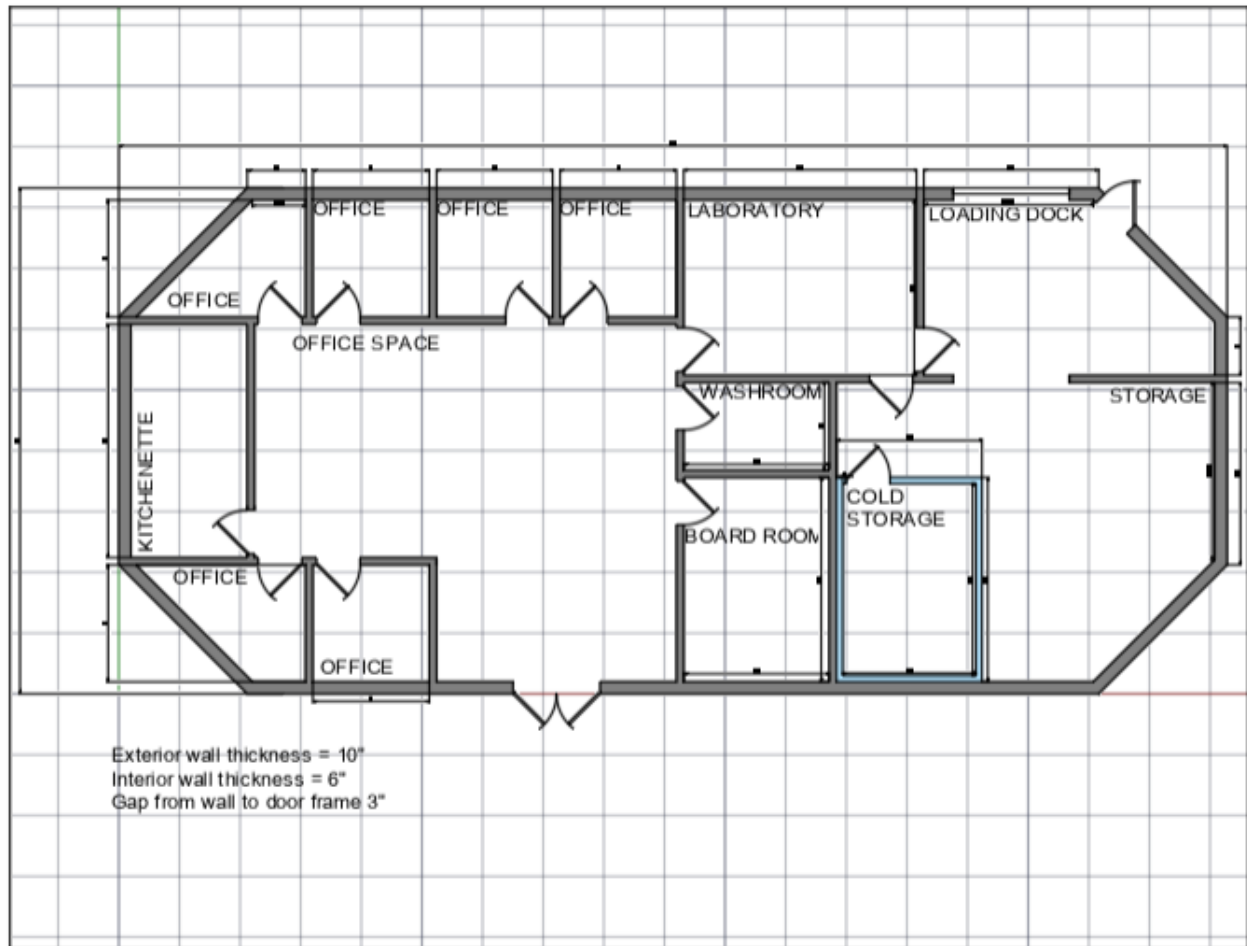 OFFICE
OFFICE
OFFICE
LABORATORY
LOADING DOCK
OFFICE
OFFICE SPACE
WASHROOM
STORAGE
KITCHENETTE
COLD
STORAGE
BOARD ROOM
OFFICE
OFFICE
Exterior wall thickness = 10"
Interior wall thickness = 6"
Gap from wall to door frame 3"